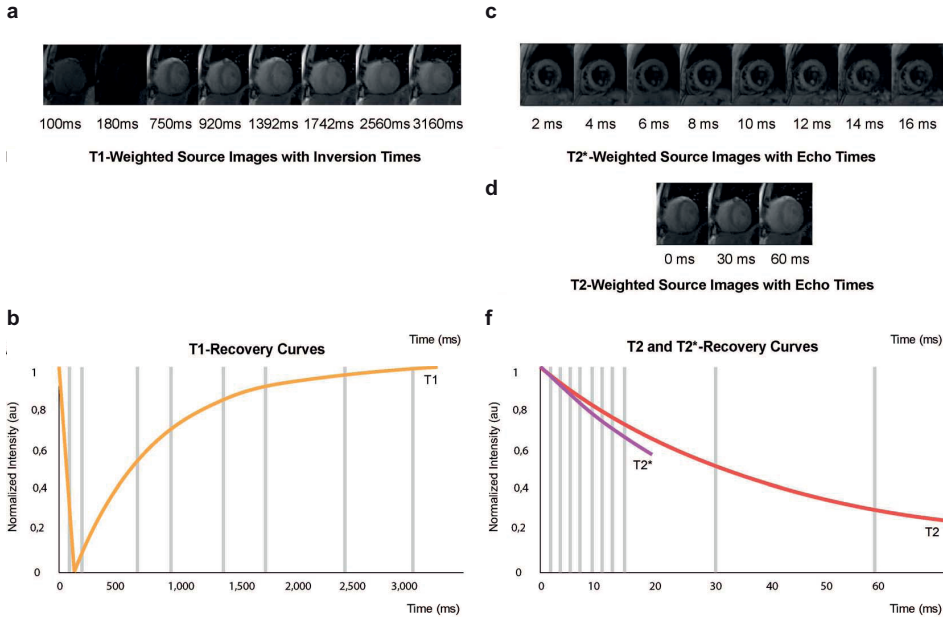 a
100ms 180ms 750ms 920ms 1392ms 1742ms 2560ms 3160ms
T1-Weighted Source Images with Inversion Times
c
2 ms 4 ms 6 ms 8 ms 10 ms 12 ms 14 ms 16 ms
T2*-Weighted Source Images with Echo Times
d
0 ms 30 ms 60 ms
T2-Weighted Source Images with Echo Times
b
Time (ms)
T1-Recovery Curves
Normalized Intensity (au)
1
0,8
0,6
0,4
0,2
0
T1
0 500 1,000 1,500 2,000 2,500 3,000
Time (ms)
f
Time (ms)
T2 and T2*-Recovery Curves
Normalized Intensity (au)
1
0,8
0,6
0,4
0,2
0
T2*
T2
0 10 20 30 40 50 60
Time (ms)